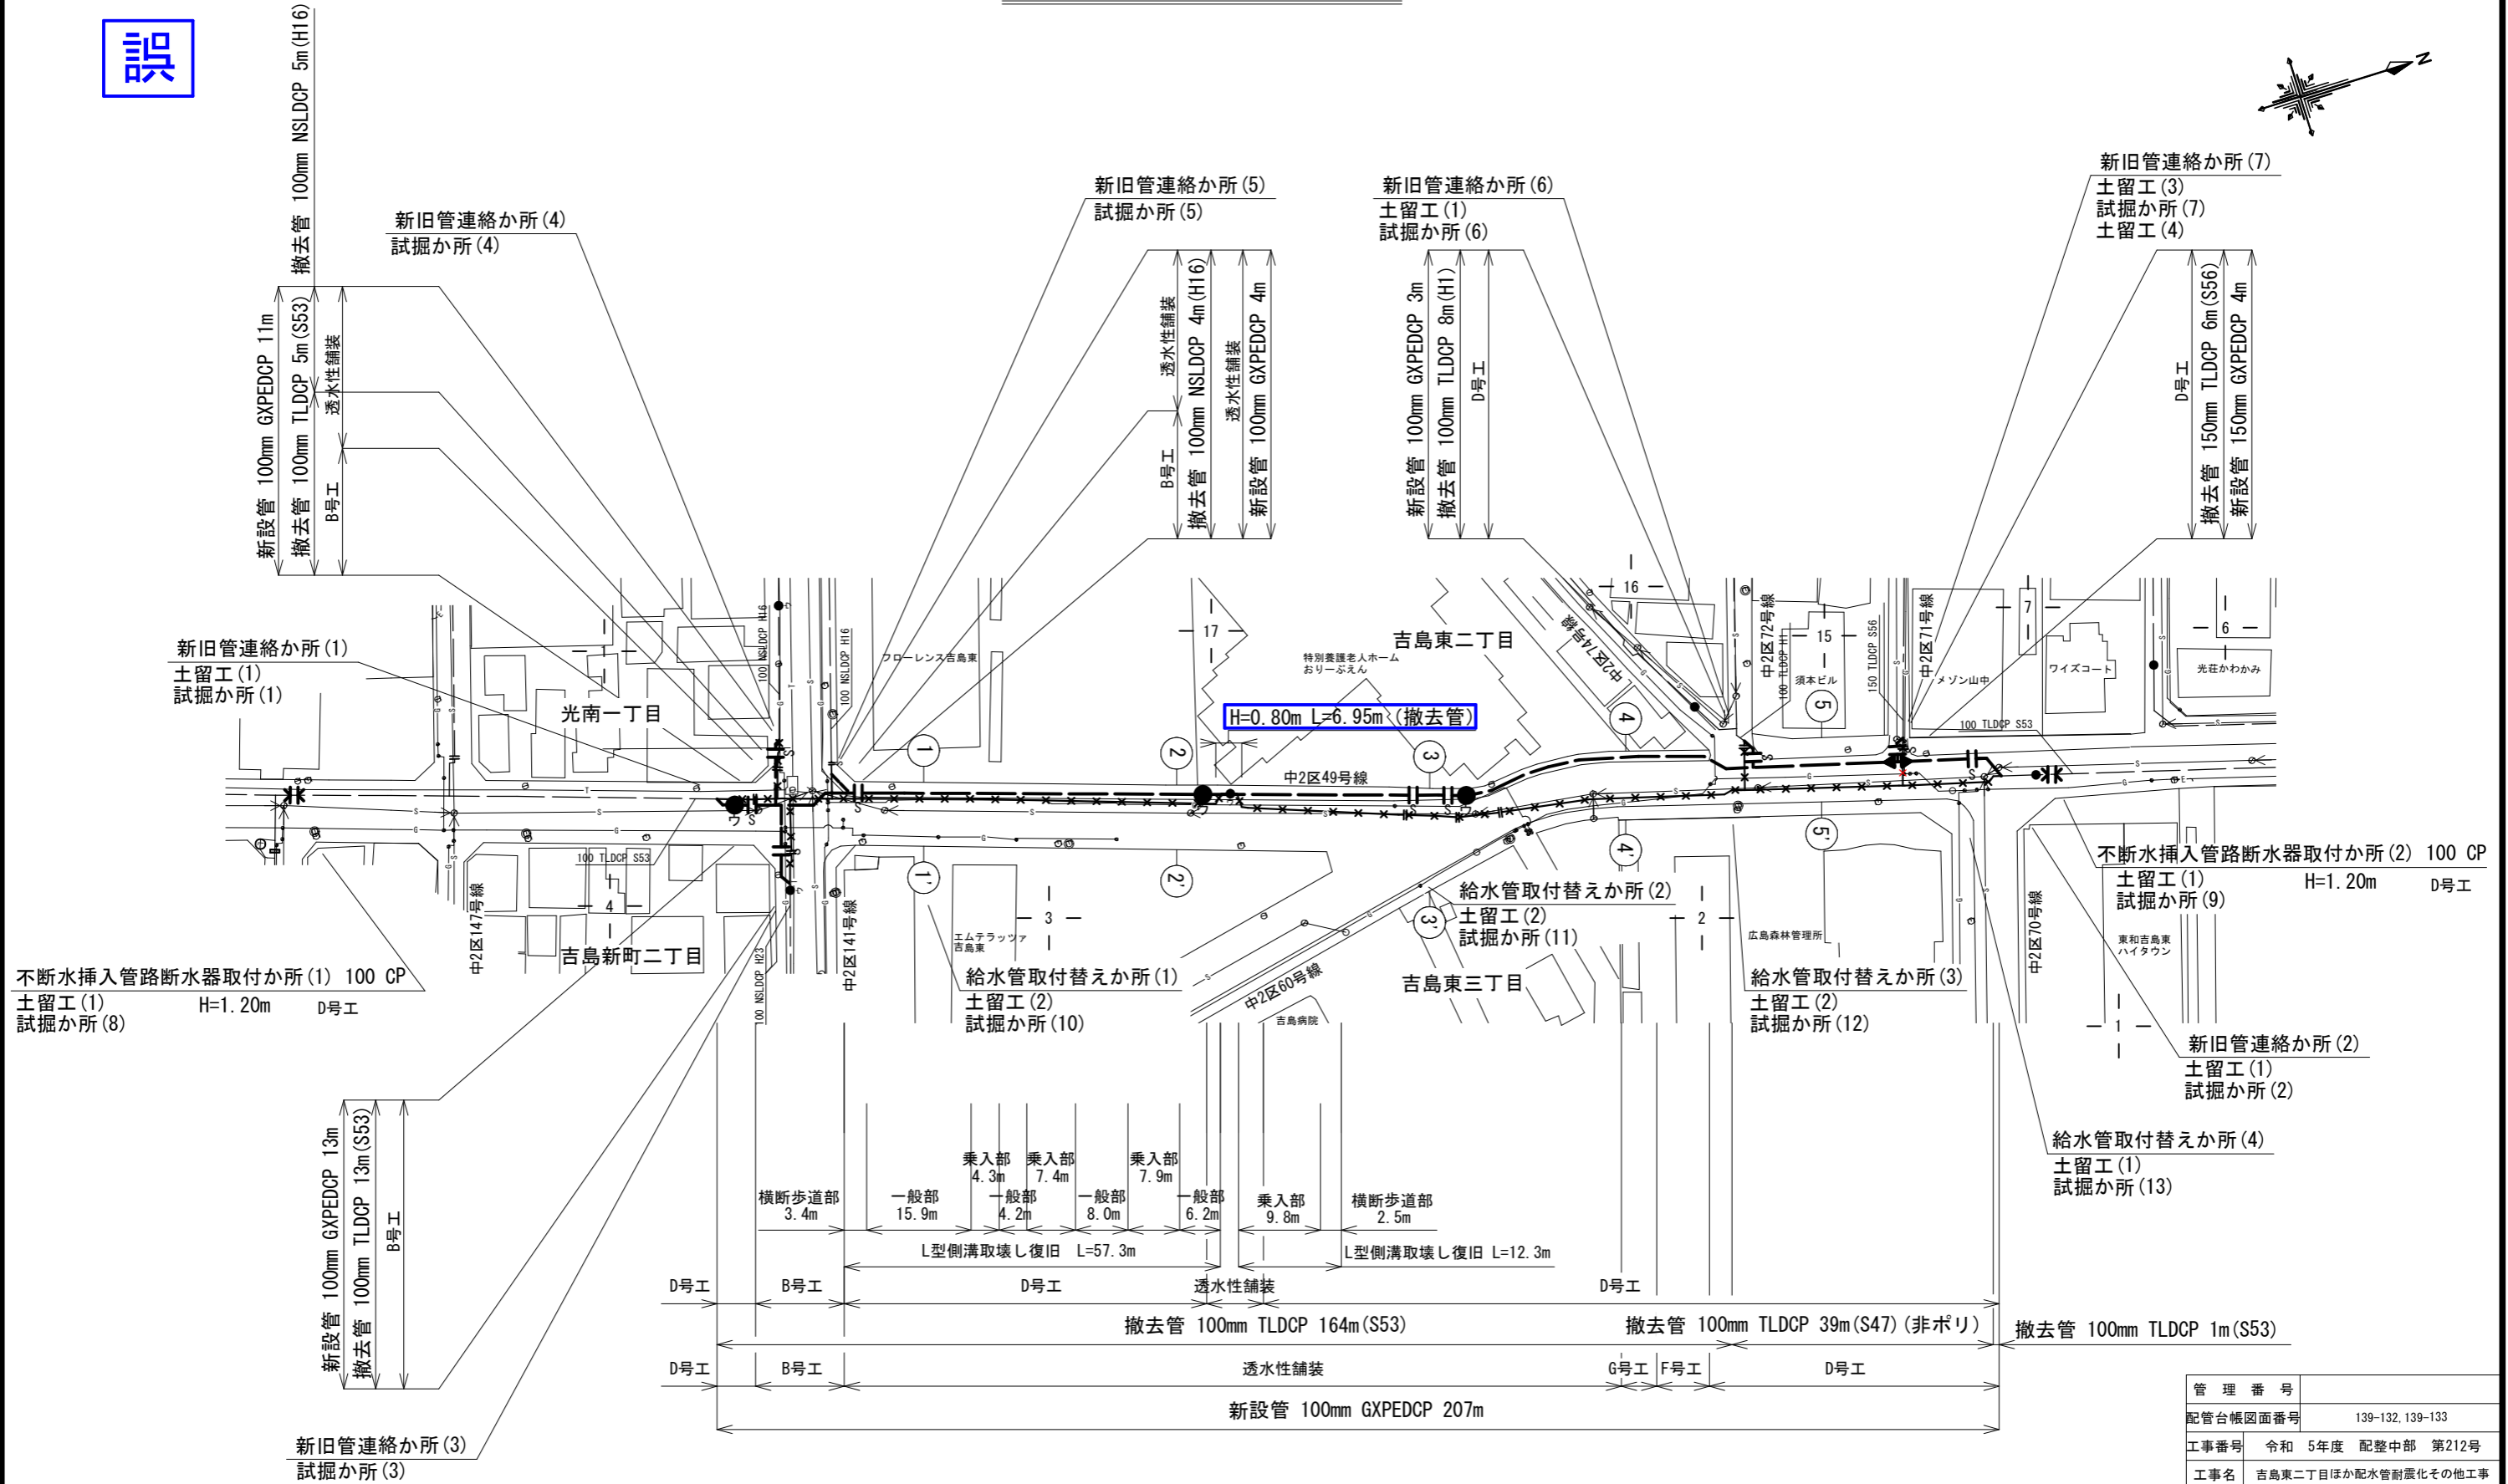 誤
N
撤去管 100mm NSLDCP 5m(H16)
新設管 100mm GXPEDCP 11m
撤去管 100mm TLDCP 5m(S53)
透水性舗装
B号工
新旧管連絡か所(4)
試掘か所(4)
新旧管連絡か所(5)
試掘か所(5)
透水性舗装
B号工
撤去管 100mm NSLDCP 4m(H16)
透水性舗装
新設管 100mm GXPEDCP 4m
新旧管連絡か所(6)
土留工(1)
試掘か所(6)
新設管 100mm GXPEDCP 3m
撤去管 100mm TLDCP 8m(H1)
D号工
新旧管連絡か所(7)
土留工(3)
試掘か所(7)
土留工(4)
D号工
撤去管 150mm TLDCP 6m(S56)
新設管 150mm GXPEDCP 4m
新旧管連絡か所(1)
土留工(1)
試掘か所(1)
1
光南一丁目
100 NSLDCP H16
100 NSLDCP H16
フローレンス吉島東
17
特別養護老人ホーム
おりーぶえん
吉島東二丁目
H=0.80m L=6.95m (撤去管)
中2区49号線
中2区74号線
16
中2区72号線
100 TLDCP H1
15
須本ビル
150 TLDCP S56
中2区71号線
メゾン山中
7
ワイズコート
6
光荘かわかみ
100 TLDCP S53
1
2
3
4
5
1'
2'
3'
4'
5'
100 TLDCP S53
中2区147号線
4
吉島新町二丁目
100 NSLDCP H23
中2区141号線
エムテラッツァ
吉島東
3
中2区60号線
吉島病院
吉島東三丁目
2
広島森林管理所
中2区70号線
東和吉島東
ハイタウン
1
不断水挿入管路断水器取付か所(1) 100 CP
土留工(1) H=1.20m D号工
試掘か所(8)
給水管取付替えか所(1)
土留工(2)
試掘か所(10)
給水管取付替えか所(2)
土留工(2)
試掘か所(11)
給水管取付替えか所(3)
土留工(2)
試掘か所(12)
不断水挿入管路断水器取付か所(2) 100 CP
土留工(1) H=1.20m D号工
試掘か所(9)
新旧管連絡か所(2)
土留工(1)
試掘か所(2)
給水管取付替えか所(4)
土留工(1)
試掘か所(13)
新設管 100mm GXPEDCP 13m
撤去管 100mm TLDCP 13m(S53)
B号工
新旧管連絡か所(3)
試掘か所(3)
乗入部 乗入部 乗入部
4.3m 7.4m 7.9m
横断歩道部 一般部 一般部 一般部 一般部 乗入部 横断歩道部
3.4m 15.9m 4.2m 8.0m 6.2m 9.8m 2.5m
L型側溝取壊し復旧 L=57.3m L型側溝取壊し復旧 L=12.3m
D号工 B号工 D号工 透水性舗装 D号工
撤去管 100mm TLDCP 164m(S53) 撤去管 100mm TLDCP 39m(S47)(非ポリ) 撤去管 100mm TLDCP 1m(S53)
D号工 B号工 透水性舗装 G号工 F号工 D号工
新設管 100mm GXPEDCP 207m
管理番号
配管台帳図面番号 139-132,139-133
工事番号 令和 5年度 配整中部 第212号
工事名 吉島東二丁目ほか配水管耐震化その他工事